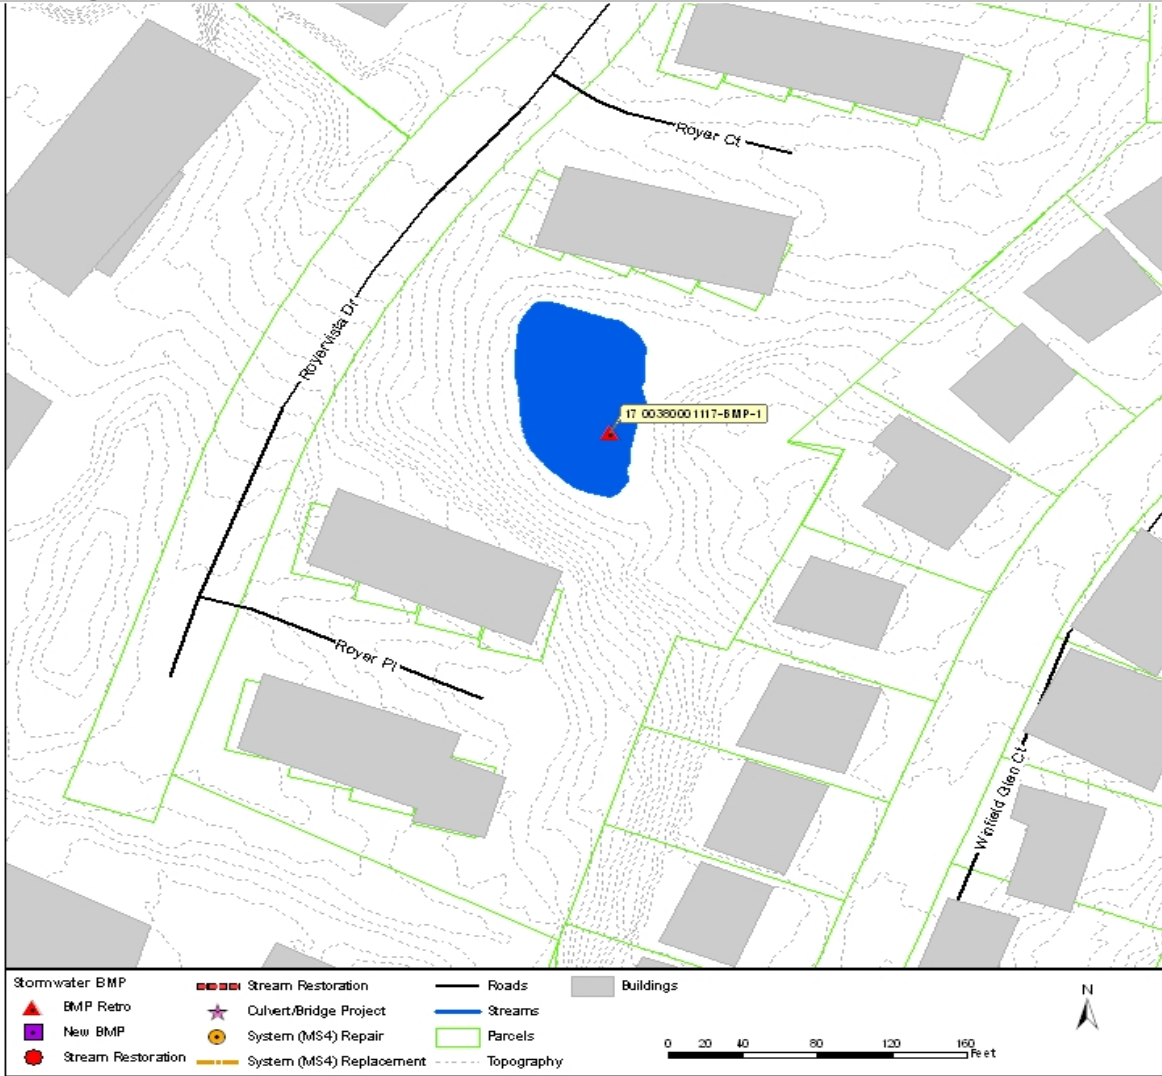 Royer Ct
Royervista Dr
17 00380001117-BMP-1
Royer Pl
Winfield Glen Ct
Stormwater BMP
BMP Retro
New BMP
Stream Restoration
Stream Restoration
Culvert/Bridge Project
System (MS4) Repair
System (MS4) Replacement
Roads
Streams
Parcels
Topography
Buildings
N
0 20 40 80 120 160
Feet